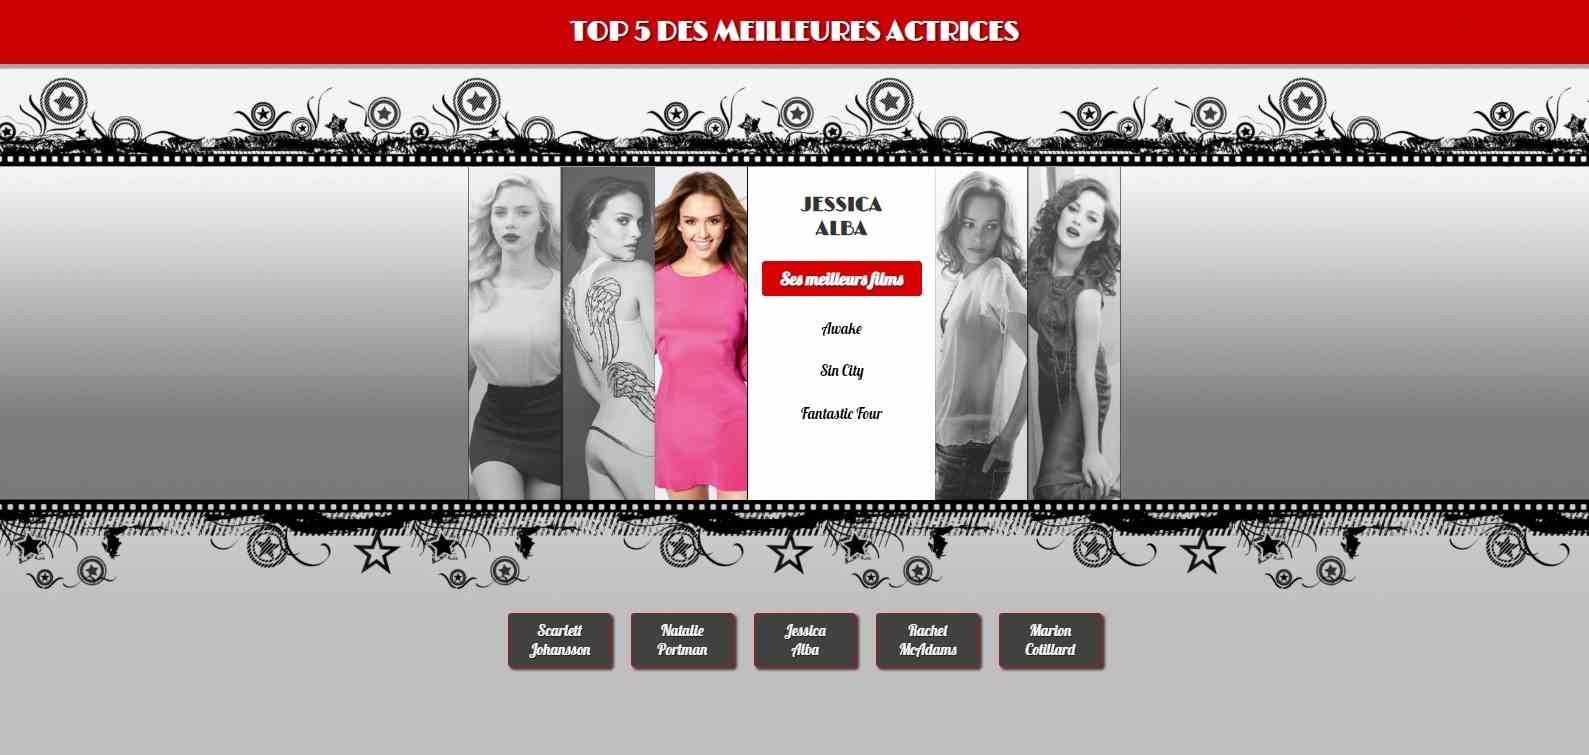 TOP 5 DES MEILLEURES ACTRICES
JESSICA
ALBA
Ses meilleurs films
Awake
Sin City
Fantastic Four
Scarlett
Johansson
Natalie
Portman
Jessica
Alba
Rachel
McAdams
Marion
Cotillard